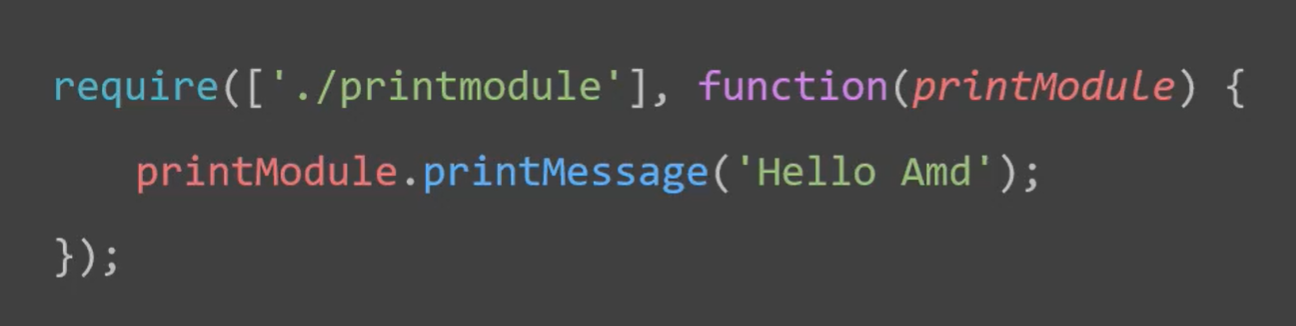 require(['./printmodule'], function(printModule) {
printModule.printMessage('Hello Amd');
});